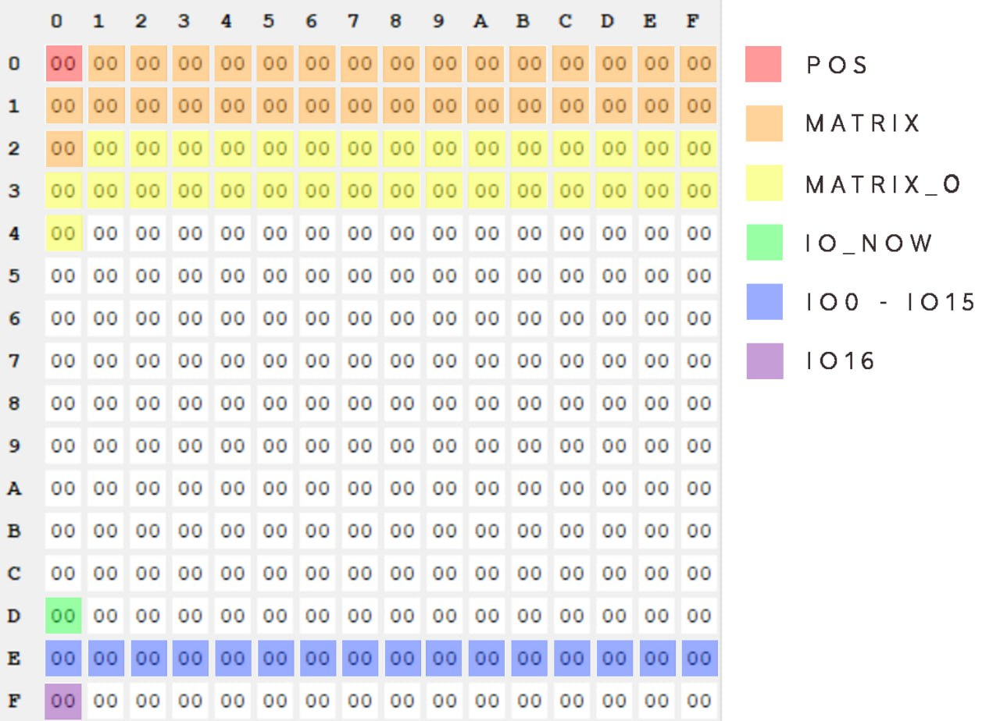 0 1 2 3 4 5 6 7 8 9 A B C D E F
0 00 00 00 00 00 00 00 00 00 00 00 00 00 00 00 00 POS
1 00 00 00 00 00 00 00 00 00 00 00 00 00 00 00 00 MATRIX
2 00 00 00 00 00 00 00 00 00 00 00 00 00 00 00 00
3 00 00 00 00 00 00 00 00 00 00 00 00 00 00 00 00 MATRIX_O
4 00 00 00 00 00 00 00 00 00 00 00 00 00 00 00 00 IO_NOW
5 00 00 00 00 00 00 00 00 00 00 00 00 00 00 00 00
6 00 00 00 00 00 00 00 00 00 00 00 00 00 00 00 00 IO0 - IO15
7 00 00 00 00 00 00 00 00 00 00 00 00 00 00 00 00 IO16
8 00 00 00 00 00 00 00 00 00 00 00 00 00 00 00 00
9 00 00 00 00 00 00 00 00 00 00 00 00 00 00 00 00
A 00 00 00 00 00 00 00 00 00 00 00 00 00 00 00 00
B 00 00 00 00 00 00 00 00 00 00 00 00 00 00 00 00
C 00 00 00 00 00 00 00 00 00 00 00 00 00 00 00 00
D 00 00 00 00 00 00 00 00 00 00 00 00 00 00 00 00
E 00 00 00 00 00 00 00 00 00 00 00 00 00 00 00 00
F 00 00 00 00 00 00 00 00 00 00 00 00 00 00 00 00